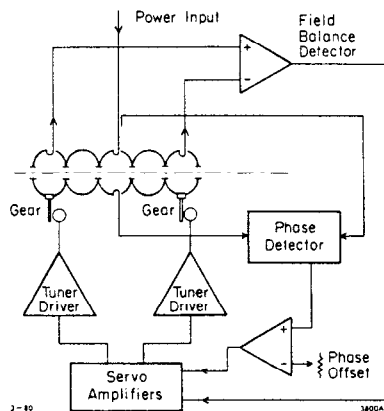 Power Input
Field
Balance
Detector
+
−
Gear
Gear
Phase
Detector
Tuner
Driver
Tuner
Driver
+
−
Phase
Offset
Servo
Amplifiers
3-80